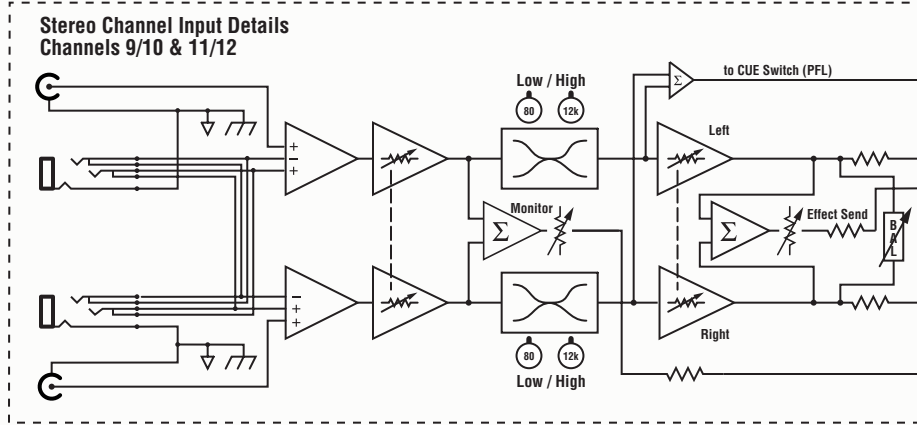 Stereo Channel Input Details
Channels 9/10 & 11/12
Low / High
80
12k
to CUE Switch (PFL)
Σ
Left
+
−
+
Monitor
Σ
Σ
Effect Send
BAL
−
+
+
Right
80
12k
Low / High